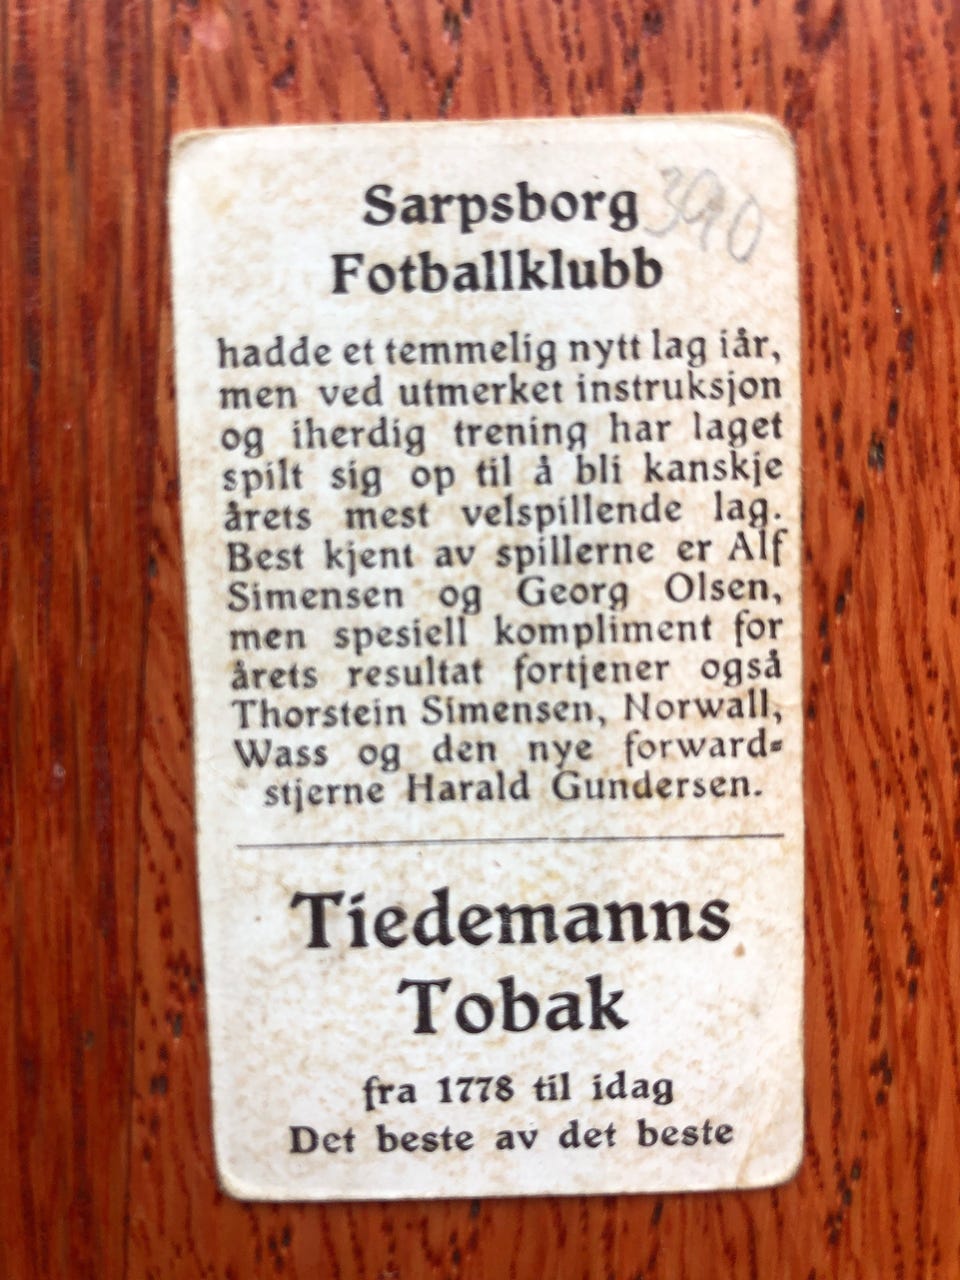 Sarpsborg
Fotballklubb
390
hadde et temmelig nytt lag iår,
men ved utmerket instruksjon
og iherdig trening har laget
spilt sig op til å bli kanskje
årets mest velspillende lag.
Best kjent av spillerne er Alf
Simensen og Georg Olsen,
men spesiell kompliment for
årets resultat fortjener også
Thorstein Simensen, Norwall,
Wass og den nye forward-
stjerne Harald Gundersen.
Tiedemanns
Tobak
fra 1778 til idag
Det beste av det beste